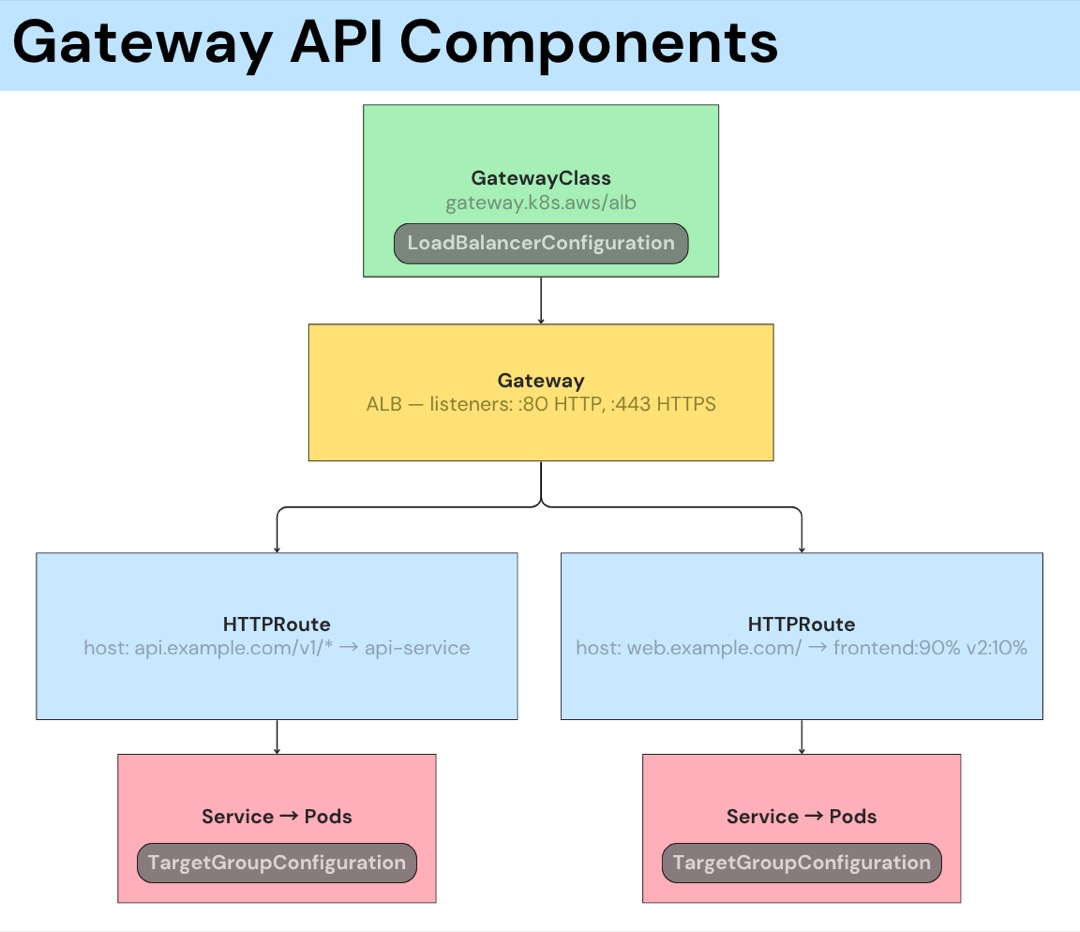 Gateway API Components
GatewayClass
gateway.k8s.aws/alb
LoadBalancerConfiguration
Gateway
ALB — listeners: :80 HTTP, :443 HTTPS
HTTPRoute
host: api.example.com/v1/* → api-service
HTTPRoute
host: web.example.com/ → frontend:90% v2:10%
Service → Pods
TargetGroupConfiguration
Service → Pods
TargetGroupConfiguration